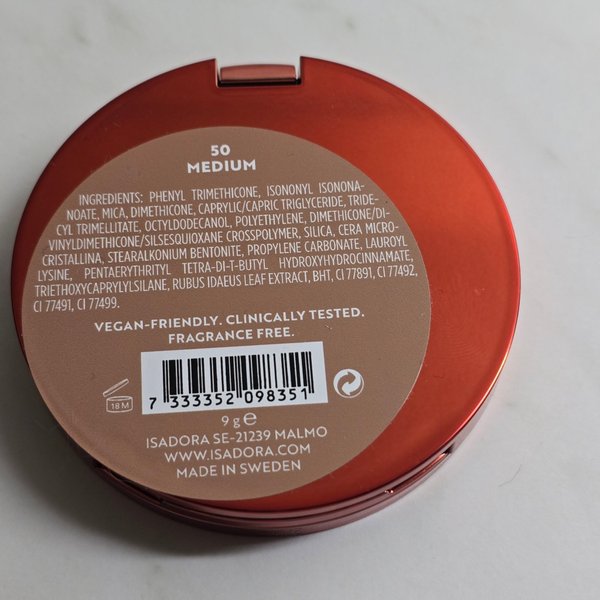 50
MEDIUM
INGREDIENTS: PHENYL TRIMETHICONE, ISONONYL ISONONA-
NOATE, MICA, DIMETHICONE, CAPRYLIC/CAPRIC TRIGLYCERIDE, TRIDE-
CYL TRIMELLITATE, OCTYLDODECANOL, POLYETHYLENE, DIMETHICONE/DI-
VINYLDIMETHICONE/SILSESQUIOXANE CROSSPOLYMER, SILICA, CERA MICRO-
CRISTALLINA, STEARALKONIUM BENTONITE, PROPYLENE CARBONATE, LAUROYL
LYSINE, PENTAERYTHRITYL TETRA-DI-T-BUTYL HYDROXYHYDROCINNAMATE,
TRIETHOXYCAPRYLYLSILANE, RUBUS IDAEUS LEAF EXTRACT, BHT, CI 77891, CI 77492,
CI 77491, CI 77499.
VEGAN-FRIENDLY. CLINICALLY TESTED.
FRAGRANCE FREE.
18 M
7 333352 098351
9 g e
ISADORA SE-21239 MALMO
WWW.ISADORA.COM
MADE IN SWEDEN